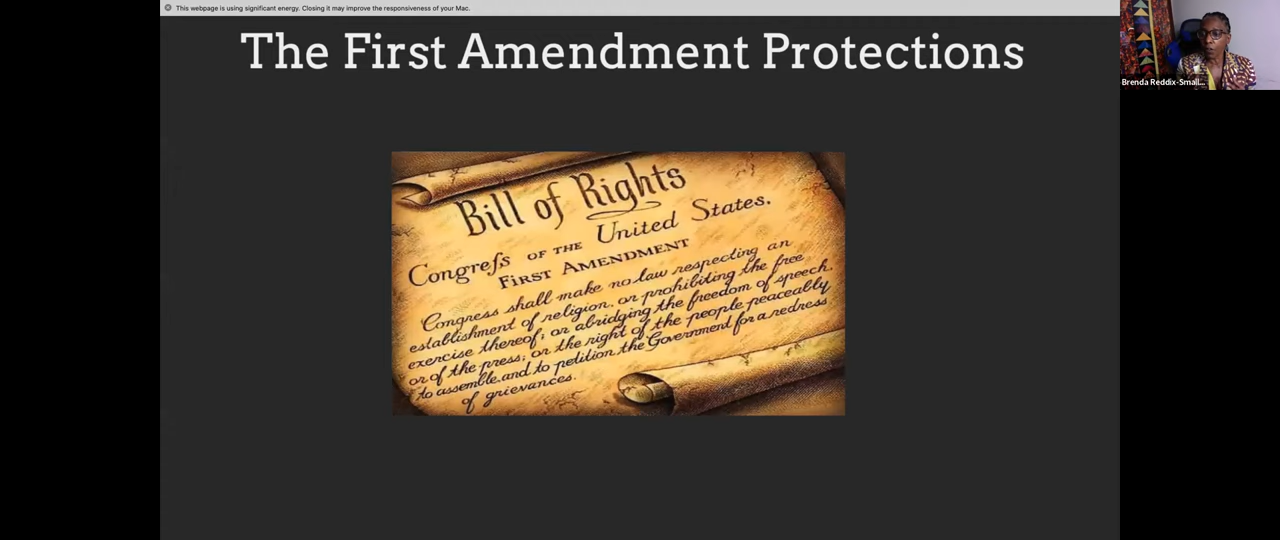 This webpage is using significant energy. Closing it may improve the responsiveness of your Mac.
The First Amendment Protections
Brenda Reddix-Small...
Bill of Rights
Congreſs OF THE United States.
FIRST AMENDMENT
Congress shall make no law respecting an
establishment of religion, or prohibiting the free
exercise thereof; or abridging the freedom of speech,
or of the press; or the right of the people peaceably
to assemble, and to petition the Government for a redress
of grievances.